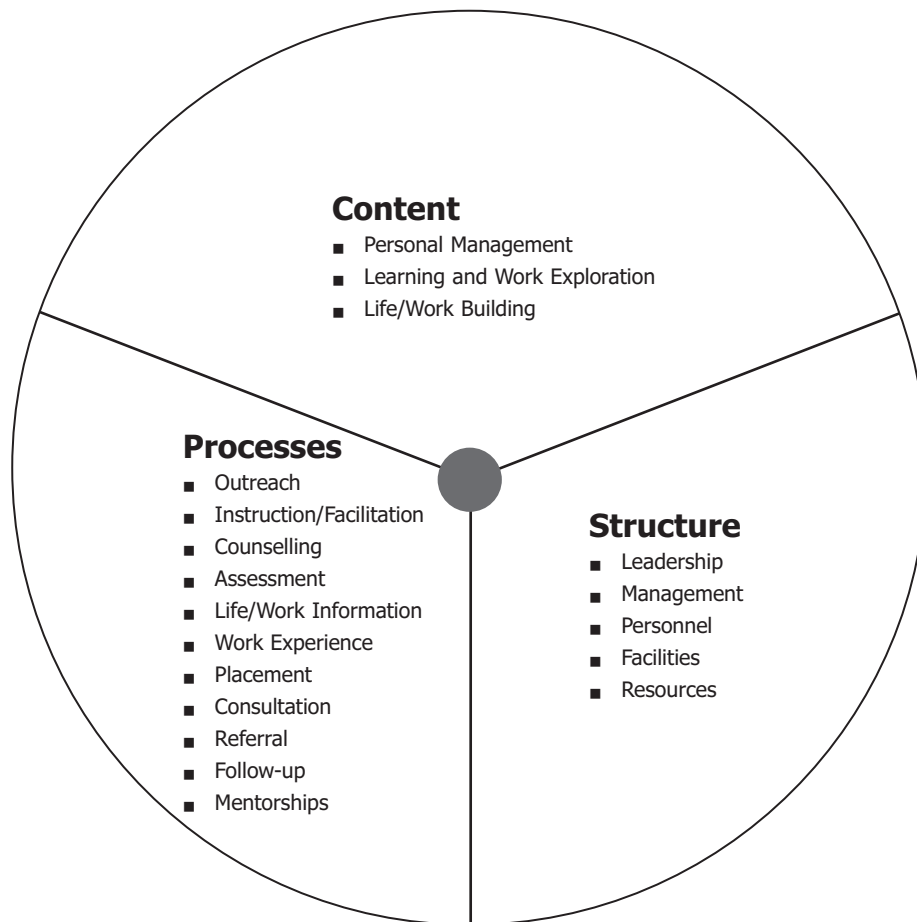 Content
■ Personal Management
■ Learning and Work Exploration
■ Life/Work Building
Processes
■ Outreach
■ Instruction/Facilitation
■ Counselling
■ Assessment
■ Life/Work Information
■ Work Experience
■ Placement
■ Consultation
■ Referral
■ Follow-up
■ Mentorships
Structure
■ Leadership
■ Management
■ Personnel
■ Facilities
■ Resources